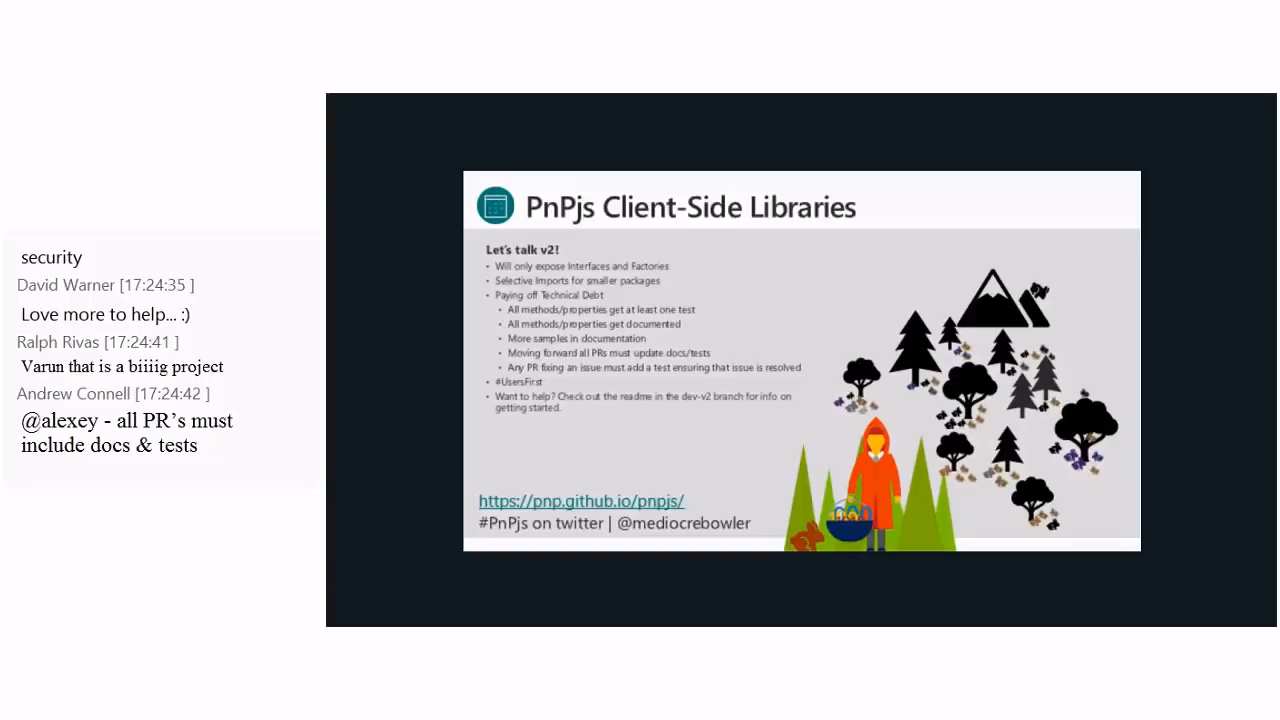 security
David Warner [17:24:35 ]
Love more to help... :)
Ralph Rivas [17:24:41 ]
Varun that is a biiiig project
Andrew Connell [17:24:42 ]
@alexey - all PR’s must
include docs & tests
PnPjs Client-Side Libraries
Let’s talk v2!
• Will only expose Interfaces and Factories
• Selective Imports for smaller packages
• Paying off Technical Debt
• All methods/properties get at least one test
• All methods/properties get documented
• More samples in documentation
• Moving forward all PRs must update docs/tests
• Any PR fixing an issue must add a test ensuring that issue is resolved
• #UsersFirst
• Want to help? Check out the readme in the dev-v2 branch for info on
getting started.
https://pnp.github.io/pnpjs/
#PnPjs on twitter | @mediocrebowler